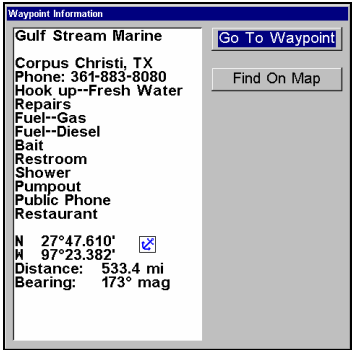 Waypoint Information
Gulf Stream Marine
Corpus Christi, TX
Phone: 361-883-8080
Hook up--Fresh Water
Repairs
Fuel--Gas
Fuel--Diesel
Bait
Restroom
Shower
Pumpout
Public Phone
Restaurant
N 27°47.610'
W 97°23.382'
Distance: 533.4 mi
Bearing: 173° mag
Go To Waypoint
Find On Map